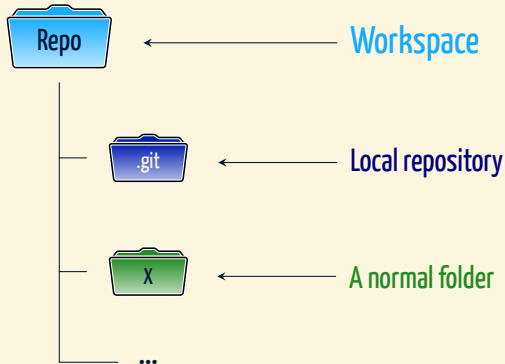 Repo
Workspace
.git
Local repository
X
A normal folder
...